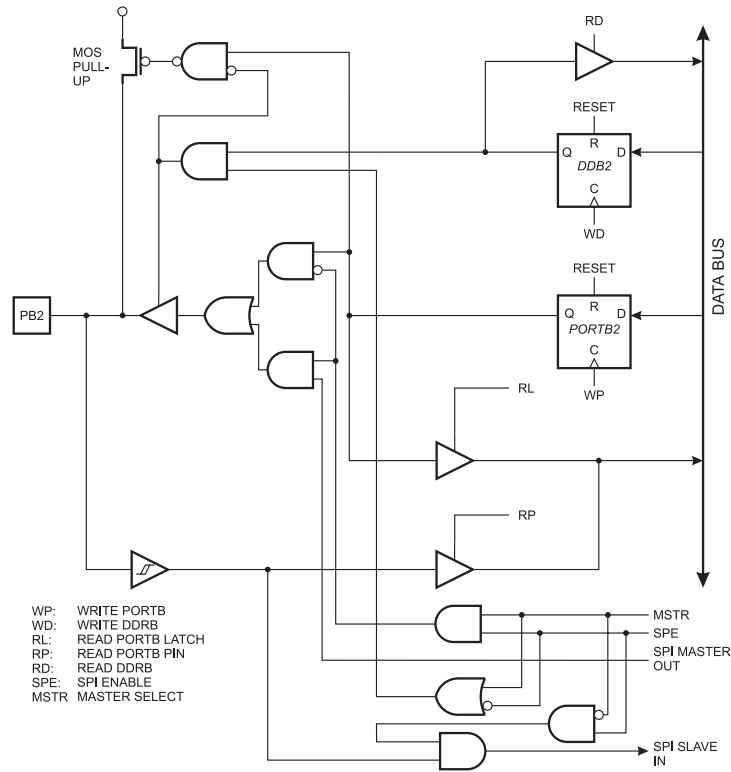 RD
MOS
PULL-
UP
RESET
R
Q
D
DDB2
C
WD
DATA BUS
RESET
R
Q
D
PB2
PORTB2
C
WP
RL
RP
WP: WRITE PORTB
WD: WRITE DDRB
RL: READ PORTB LATCH
RP: READ PORTB PIN
RD: READ DDRB
SPE: SPI ENABLE
MSTR MASTER SELECT
MSTR
SPE
SPI MASTER
OUT
SPI SLAVE
IN